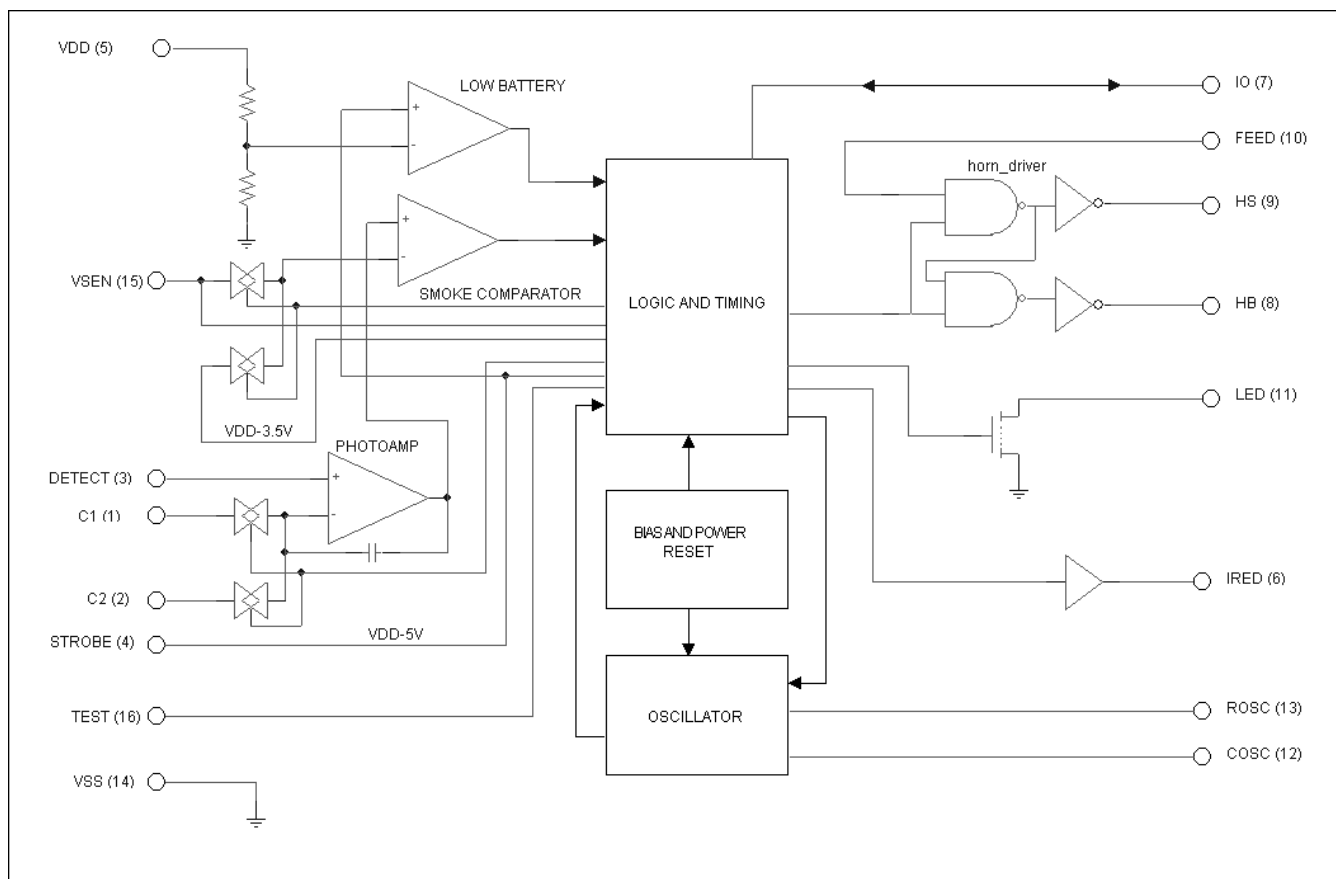 VDD (5)
LOW BATTERY
+
-
IO (7)
FEED (10)
horn_driver
HS (9)
+
-
VSEN (15)
SMOKE COMPARATOR
LOGIC AND TIMING
HB (8)
VDD-3.5V
LED (11)
PHOTOAMP
DETECT (3)
+
-
C1 (1)
BIAS AND POWER
RESET
IRED (6)
C2 (2)
STROBE (4)
VDD-5V
TEST (16)
OSCILLATOR
ROSC (13)
COSC (12)
VSS (14)